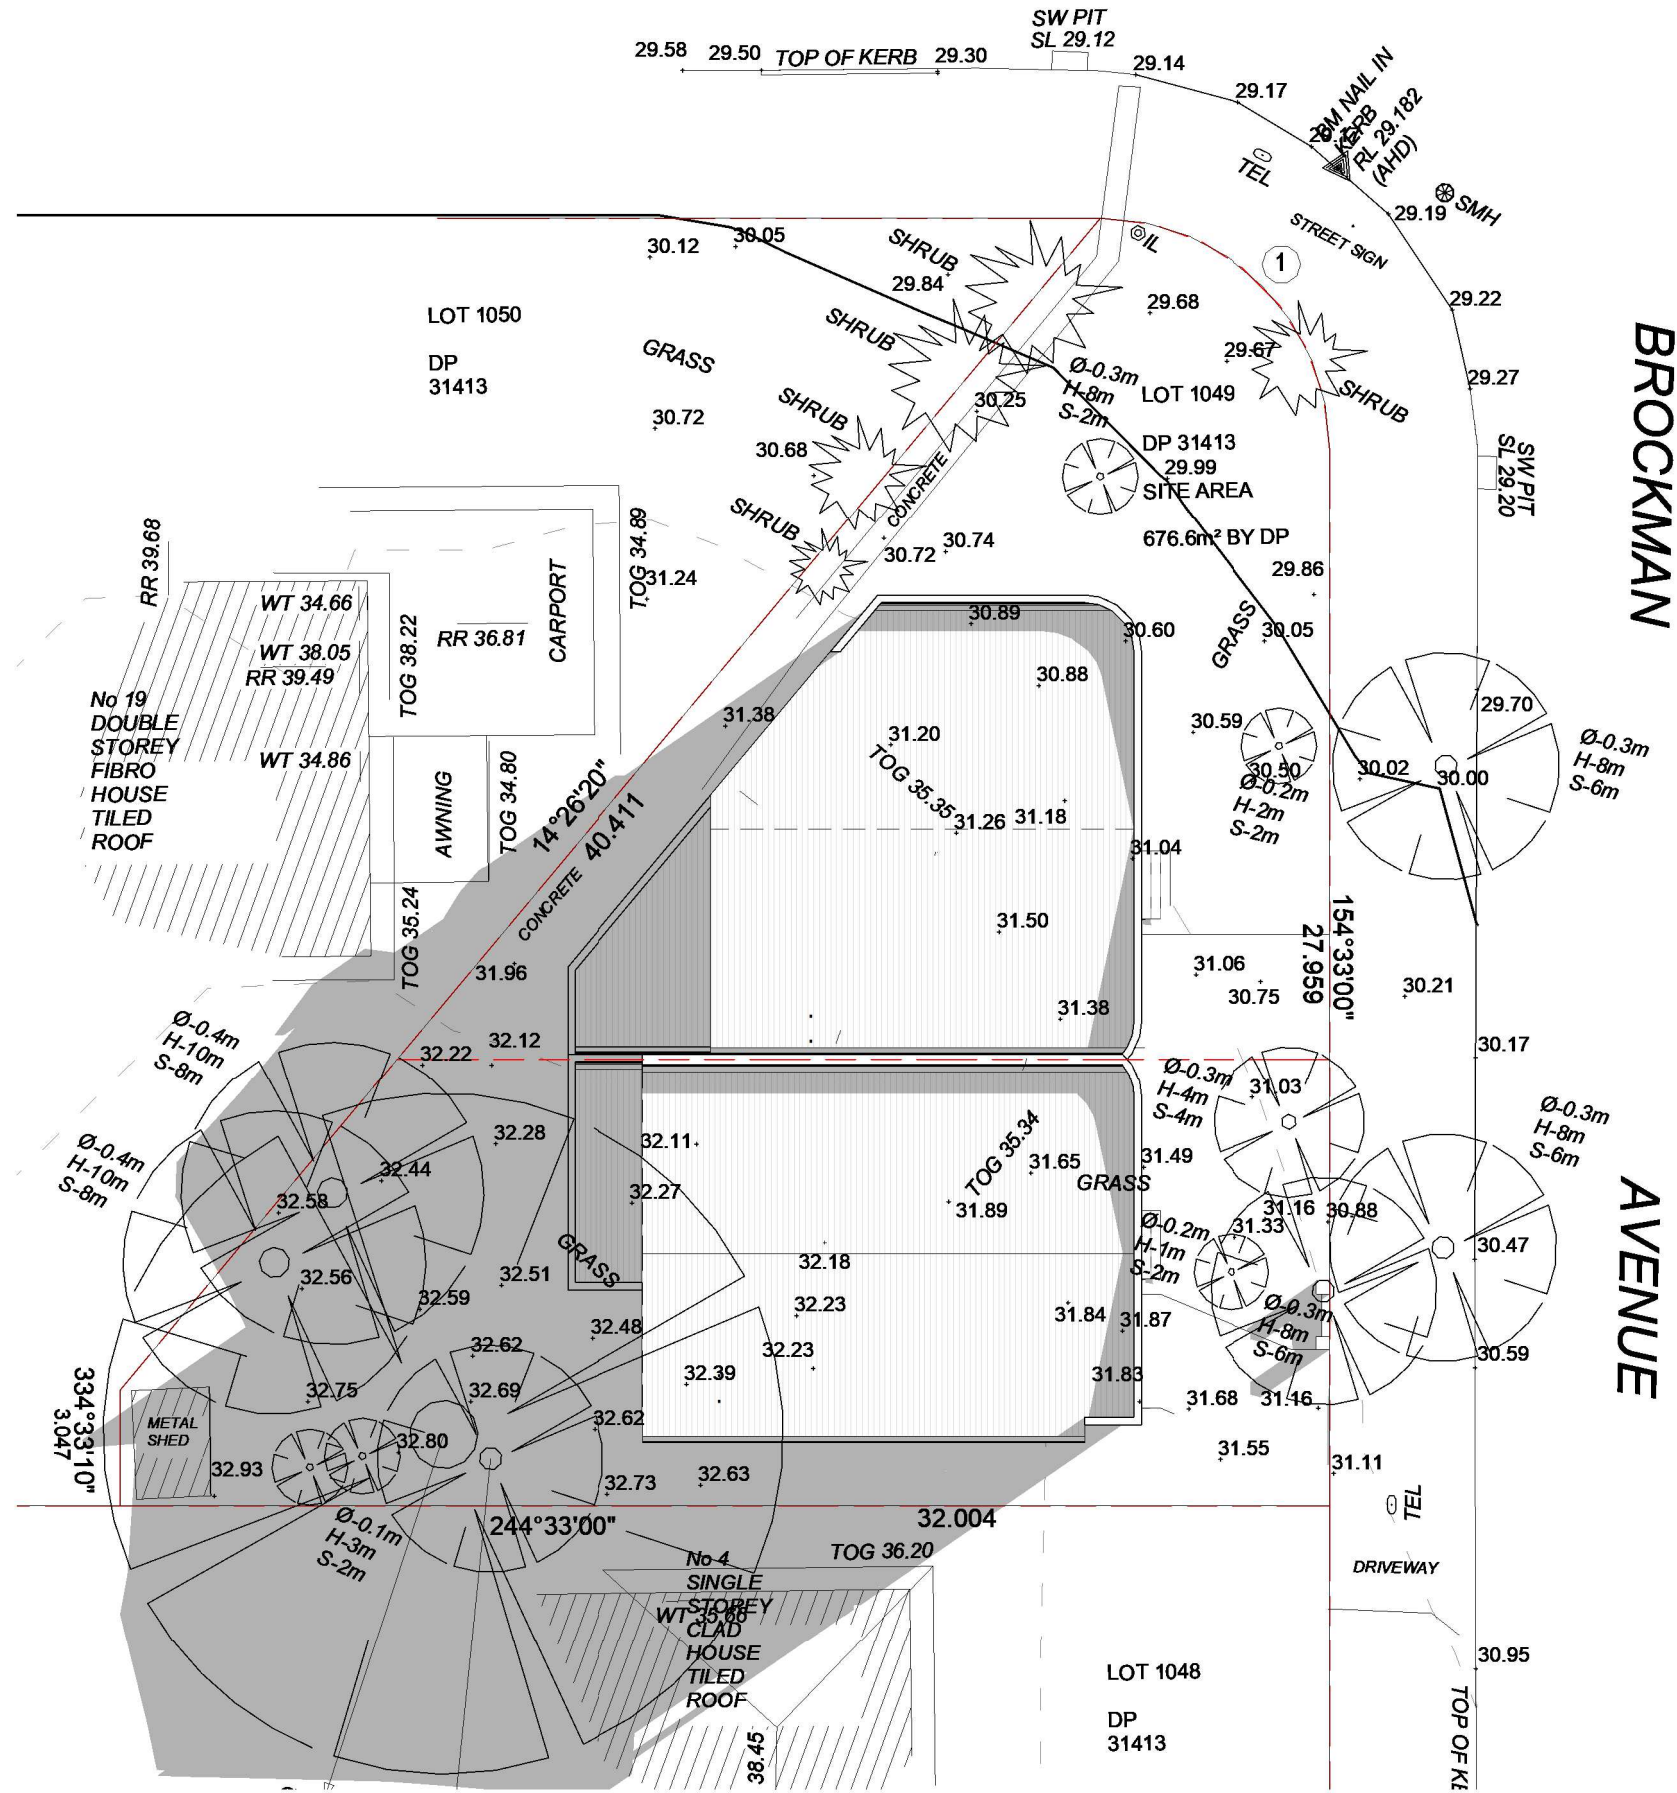 SW PIT
SL 29.12
29.58
29.50
TOP OF KERB
29.30
29.14
29.17
BM NAIL IN
KERB
RL 29.182
(AHD)
TEL
SMH
29.19
STREET SIGN
30.12
30.05
SHRUB
IL
1
29.84
29.68
29.22
LOT 1050
DP
31413
GRASS
SHRUB
29.67
29.27
Ø-0.3m
H-8m
S-2m
LOT 1049
SHRUB
BROCKMAN
30.72
SHRUB
30.25
30.68
DP 31413
29.99
SITE AREA
676.6m² BY DP
SW PIT
SL 29.20
CONCRETE
SHRUB
RR 39.68
TOG 34.89
30.72
30.74
31.24
29.86
WT 34.66
CARPORT
RR 36.81
TOG 38.22
WT 38.05
RR 39.49
30.89
30.60
GRASS
30.05
30.88
No 19
DOUBLE
STOREY
FIBRO
HOUSE
TILED
ROOF
31.38
31.20
30.59
29.70
WT 34.86
AWNING
TOG 34.80
TOG 35.35
30.50
30.02
30.00
Ø-0.3m
H-8m
S-6m
Ø-0.2m
H-2m
S-2m
14°26'20"
40.411
31.26
31.18
31.04
CONCRETE
TOG 35.24
31.50
154°33'00"
27.959
31.96
31.06
30.75
30.21
31.38
Ø-0.4m
H-10m
S-8m
32.12
32.22
30.17
Ø-0.3m
H-4m
S-4m
31.03
Ø-0.3m
H-8m
S-6m
Ø-0.4m
H-10m
S-8m
32.28
32.11
TOG 35.34
31.65
31.49
GRASS
32.44
32.27
31.89
32.58
31.16
30.88
31.33
AVENUE
Ø-0.2m
H-1m
S-2m
GRASS
32.18
30.47
32.56
32.51
32.59
32.23
31.84
31.87
Ø-0.3m
H-8m
S-6m
32.48
32.62
32.23
30.59
334°33'10"
3.047
32.75
32.69
32.39
31.83
31.68
31.16
METAL
SHED
32.80
32.62
31.55
31.11
32.93
32.73
32.63
Ø-0.1m
H-3m
S-2m
244°33'00"
32.004
TEL
TOG 36.20
DRIVEWAY
No 4
SINGLE
STOREY
WT 35.66
CLAD
HOUSE
TILED
ROOF
38.45
LOT 1048
DP
31413
30.95
TOP OF KE